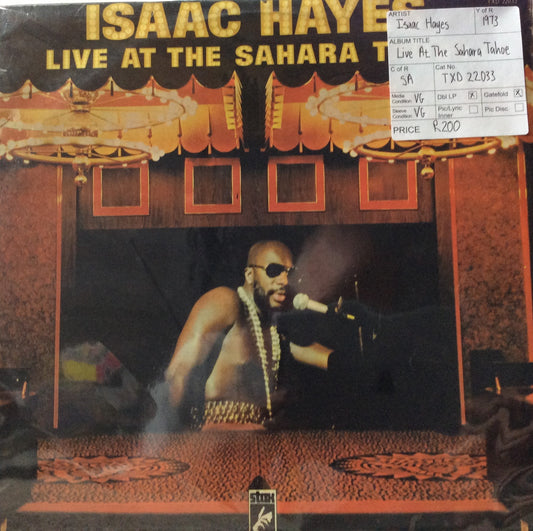 ISAAC HAYES
LIVE AT THE SAHARA T
ARTIST
Isaac Hayes
Y of R
1973
ALBUM TITLE
Live At The Sahara Tahoe
C of R
SA
Cat No.
TXD 22033
Media Condition
VG
Dbl LP
X
Gatefold
X
Sleeve Condition
VG
Pic/Lyric Inner
Pic Disc
PRICE
R200
stax